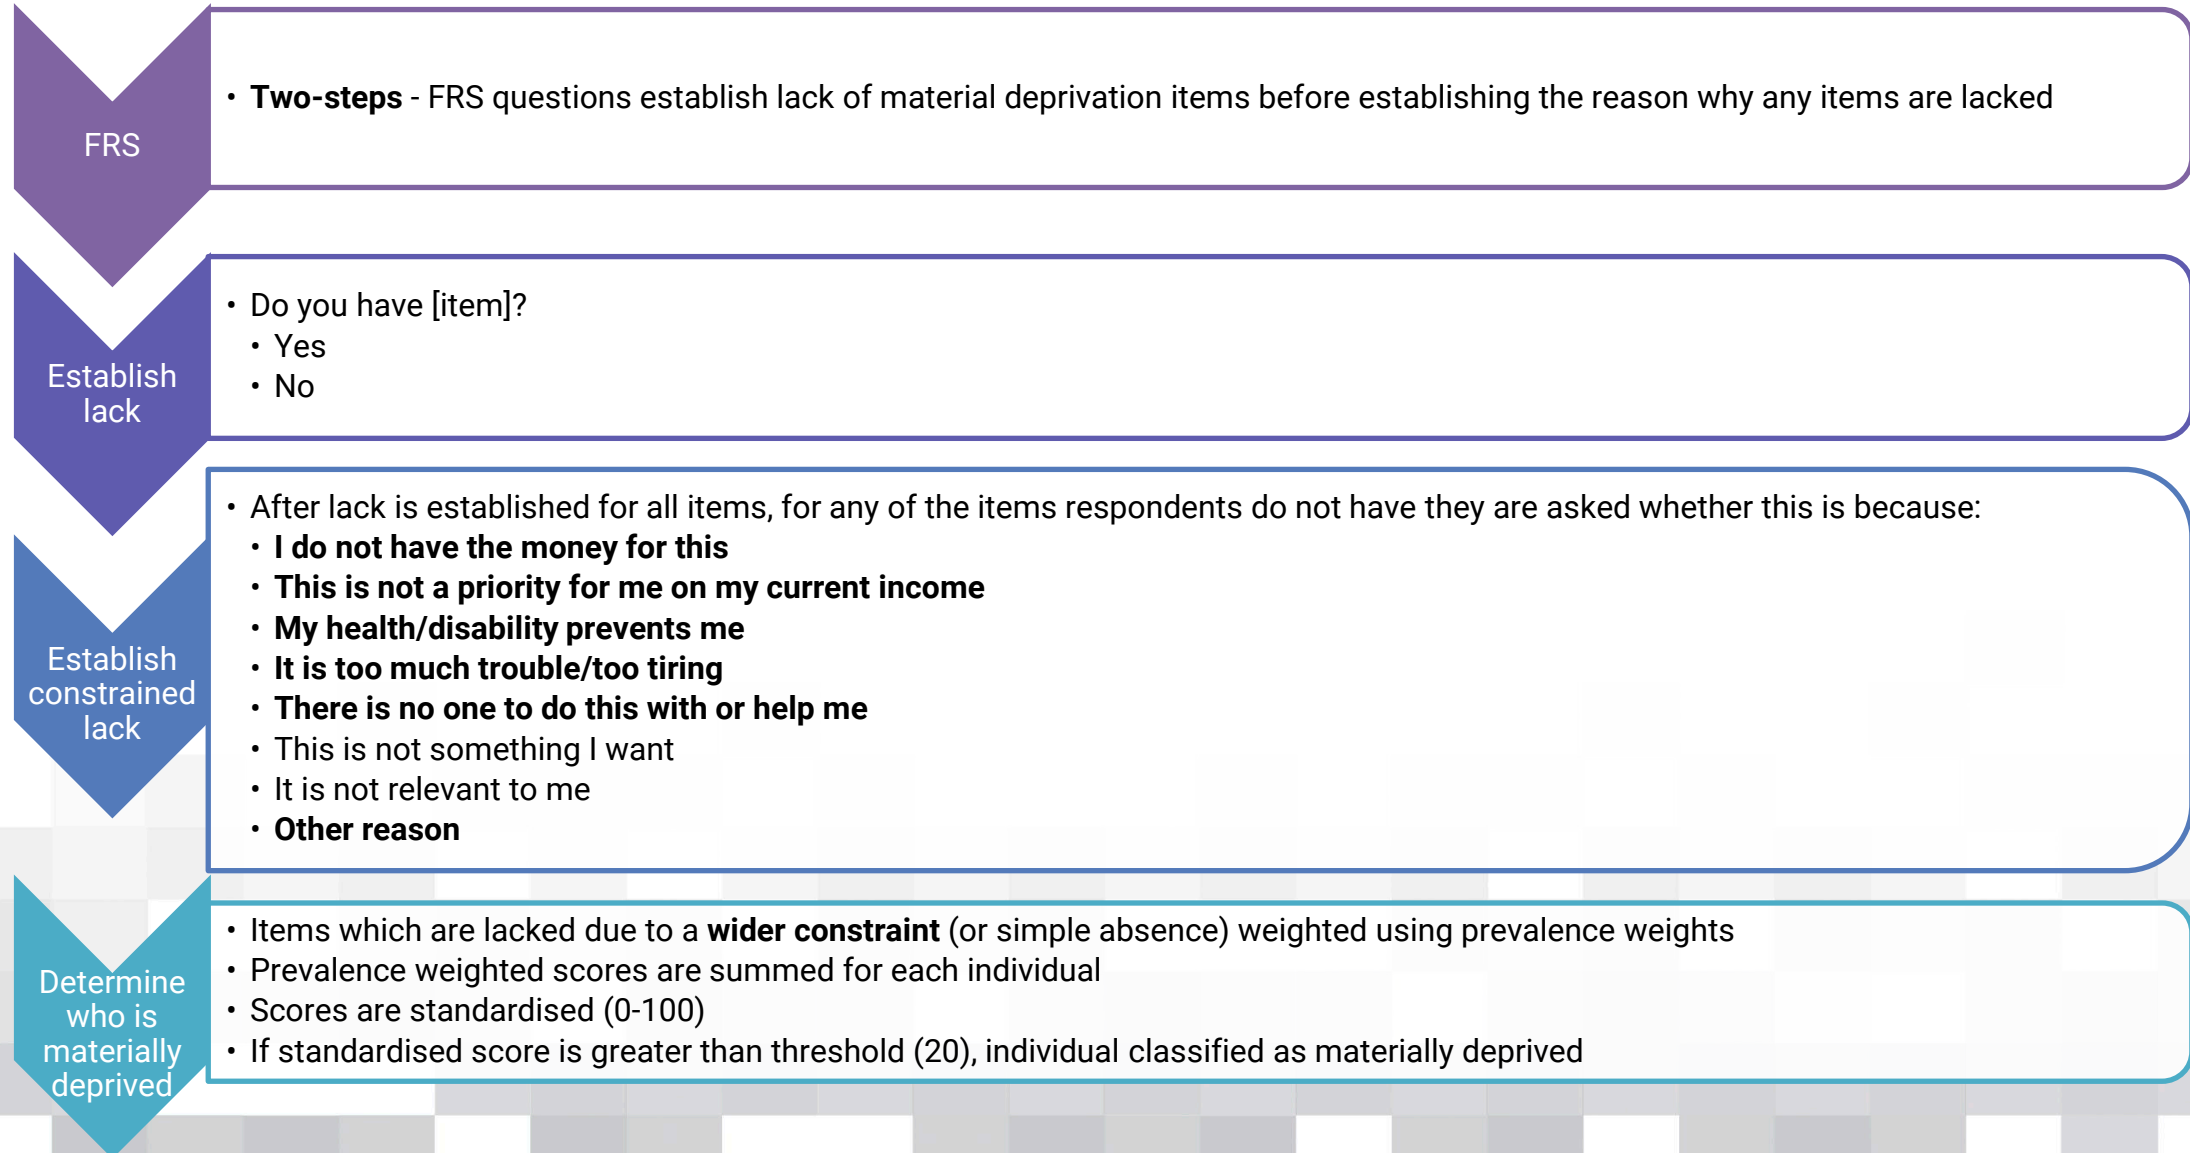 FRS
• Two-steps - FRS questions establish lack of material deprivation items before establishing the reason why any items are lacked
Establish
lack
• Do you have [item]?
• Yes
• No
Establish
constrained
lack
• After lack is established for all items, for any of the items respondents do not have they are asked whether this is because:
• I do not have the money for this
• This is not a priority for me on my current income
• My health/disability prevents me
• It is too much trouble/too tiring
• There is no one to do this with or help me
• This is not something I want
• It is not relevant to me
• Other reason
Determine
who is
materially
deprived
• Items which are lacked due to a wider constraint (or simple absence) weighted using prevalence weights
• Prevalence weighted scores are summed for each individual
• Scores are standardised (0-100)
• If standardised score is greater than threshold (20), individual classified as materially deprived